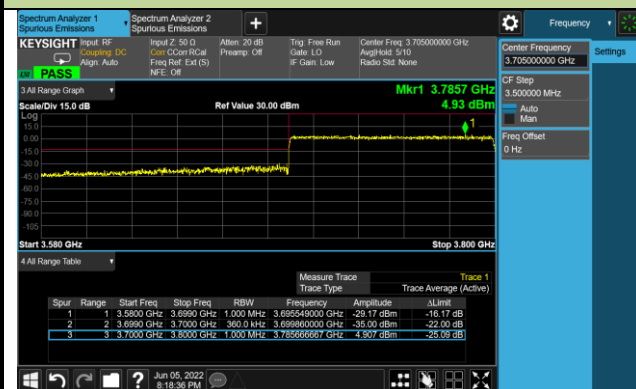 Spectrum Analyzer 1
Spurious Emissions
Spectrum Analyzer 2
Spurious Emissions
+
Frequency
KEYSIGHT
Input: RF
Coupling: DC
Align: Auto
Input Z: 50 Ω
Corr CCorr RCal
Freq Ref: Ext (S)
NFE: Off
Atten: 20 dB
Preamp: Off
Trig: Free Run
Gate: LO
IF Gain: Low
Center Freq: 3.705000000 GHz
Avg|Hold: 5/10
Radio Std: None
PASS
Center Frequency
3.705000000 GHz
Settings
CF Step
3.500000 MHz
Auto
Man
Freq Offset
0 Hz
3 All Range Graph
Mkr1 3.7857 GHz
Scale/Div 15.0 dB
Ref Value 30.00 dBm
4.93 dBm
Log
15.0
0.00
-15.0
-30.0
-45.0
-60.0
-75.0
-90.0
-105
1
Start 3.580 GHz
Stop 3.800 GHz
4 All Range Table
Measure Trace Trace 1
Trace Type Trace Average (Active)
Spur Range Start Freq Stop Freq RBW Frequency Amplitude ΔLimit
1 1 3.5800 GHz 3.6990 GHz 1.000 MHz 3.695549000 GHz -29.17 dBm -16.17 dB
2 2 3.6990 GHz 3.7000 GHz 360.0 kHz 3.699860000 GHz -35.00 dBm -22.00 dB
3 3 3.7000 GHz 3.8000 GHz 1.000 MHz 3.785666667 GHz 4.907 dBm -25.09 dB
?
Jun 05, 2022
8:18:36 PM